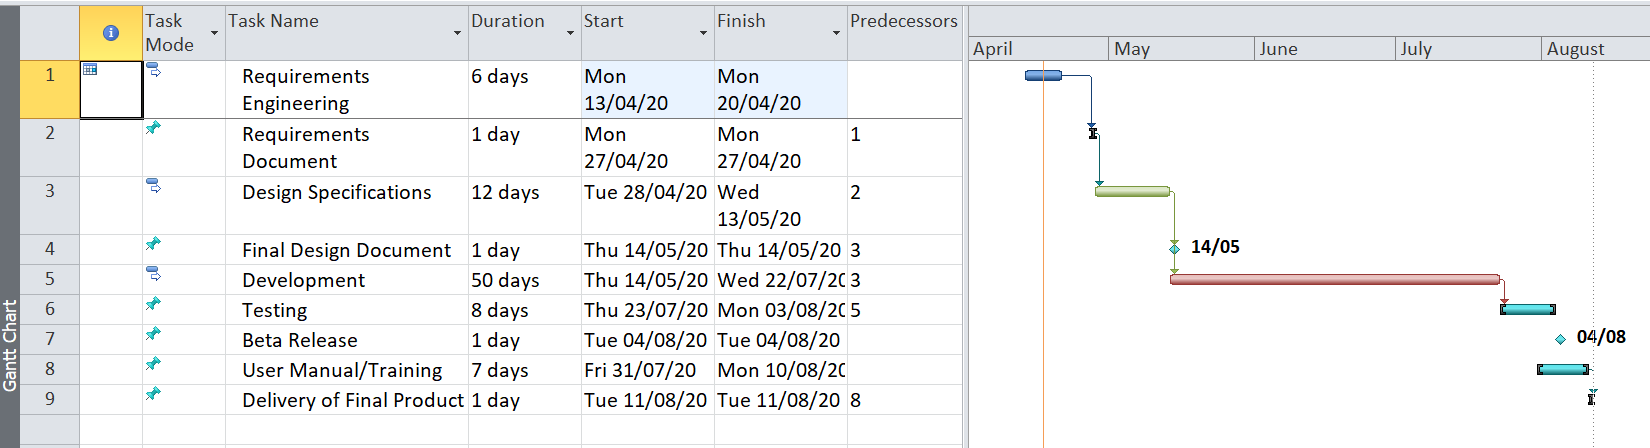 Task Mode Task Name Duration Start Finish Predecessors
April May June July August
1 Requirements Engineering 6 days Mon 13/04/20 Mon 20/04/20
2 Requirements Document 1 day Mon 27/04/20 Mon 27/04/20 1
3 Design Specifications 12 days Tue 28/04/20 Wed 13/05/20 2
4 Final Design Document 1 day Thu 14/05/20 Thu 14/05/20 3
14/05
5 Development 50 days Thu 14/05/20 Wed 22/07/20 3
6 Testing 8 days Thu 23/07/20 Mon 03/08/20 5
7 Beta Release 1 day Tue 04/08/20 Tue 04/08/20
04/08
8 User Manual/Training 7 days Fri 31/07/20 Mon 10/08/20
9 Delivery of Final Product 1 day Tue 11/08/20 Tue 11/08/20 8
Gantt Chart